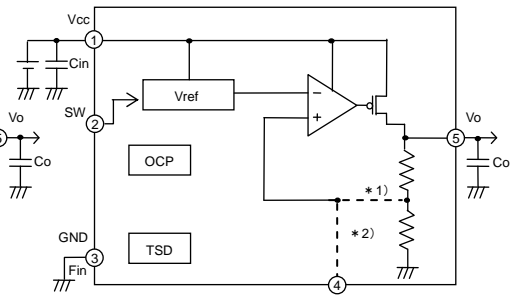 Vcc
1
Cin
Vo
5
Co
SW
2
Vref
−
+
Vo
5
Co
OCP
*1)
*2)
GND
3
Fin
TSD
4